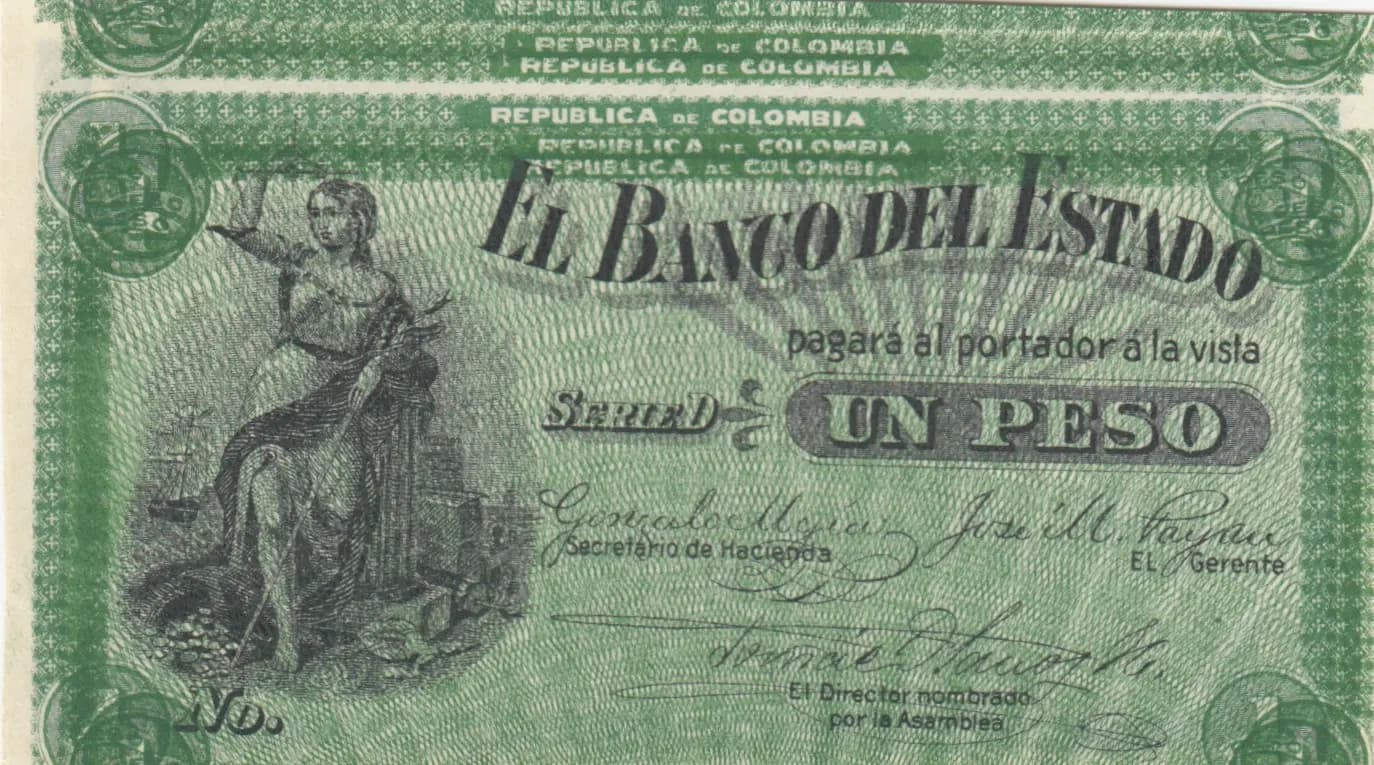 REPUBLICA DE COLOMBIA
REPUBLICA DE COLOMBIA
REPUBLICA DE COLOMBIA
REPUBLICA DE COLOMBIA
REPUBLICA DE COLOMBIA
REPUBLICA DE COLOMBIA
EL BANCO DEL ESTADO
pagará al portador á la vista
SERIE D UN PESO
Gonzalo Mejía José M. Payan
Secretario de Hacienda EL Gerente
El Director nombrado
por la Asamblea
No.